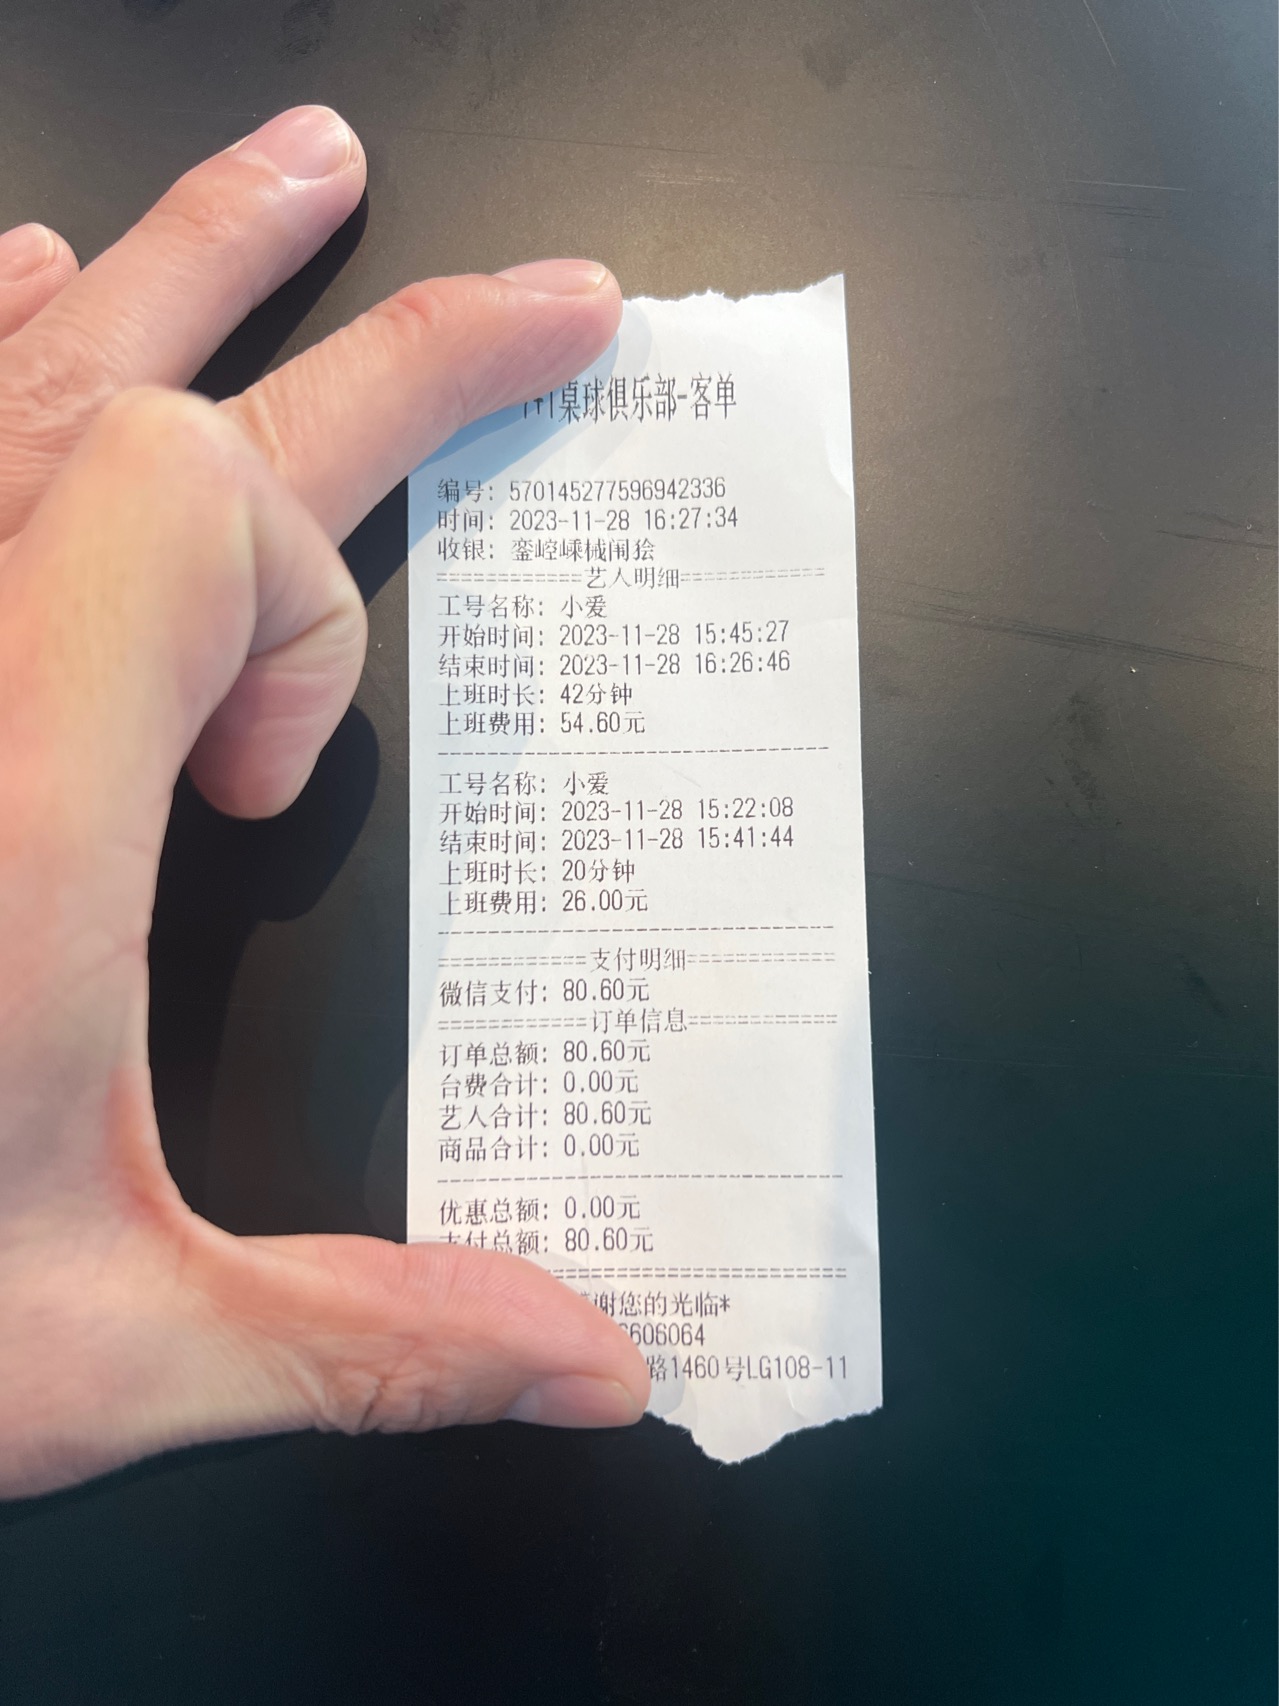 桌球俱乐部-客单
编号: 570145277596942336
时间: 2023-11-28 16:27:34
收银: 銮崆嵊械闱狯
============艺人明细============
工号名称: 小爱
开始时间: 2023-11-28 15:45:27
结束时间: 2023-11-28 16:26:46
上班时长: 42分钟
上班费用: 54.60元
--------------------------------
工号名称: 小爱
开始时间: 2023-11-28 15:22:08
结束时间: 2023-11-28 15:41:44
上班时长: 20分钟
上班费用: 26.00元
--------------------------------
============支付明细============
微信支付: 80.60元
============订单信息============
订单总额: 80.60元
台费合计: 0.00元
艺人合计: 80.60元
商品合计: 0.00元
--------------------------------
优惠总额: 0.00元
支付总额: 80.60元
========================
谢您的光临*
6606064
路1460号LG108-11